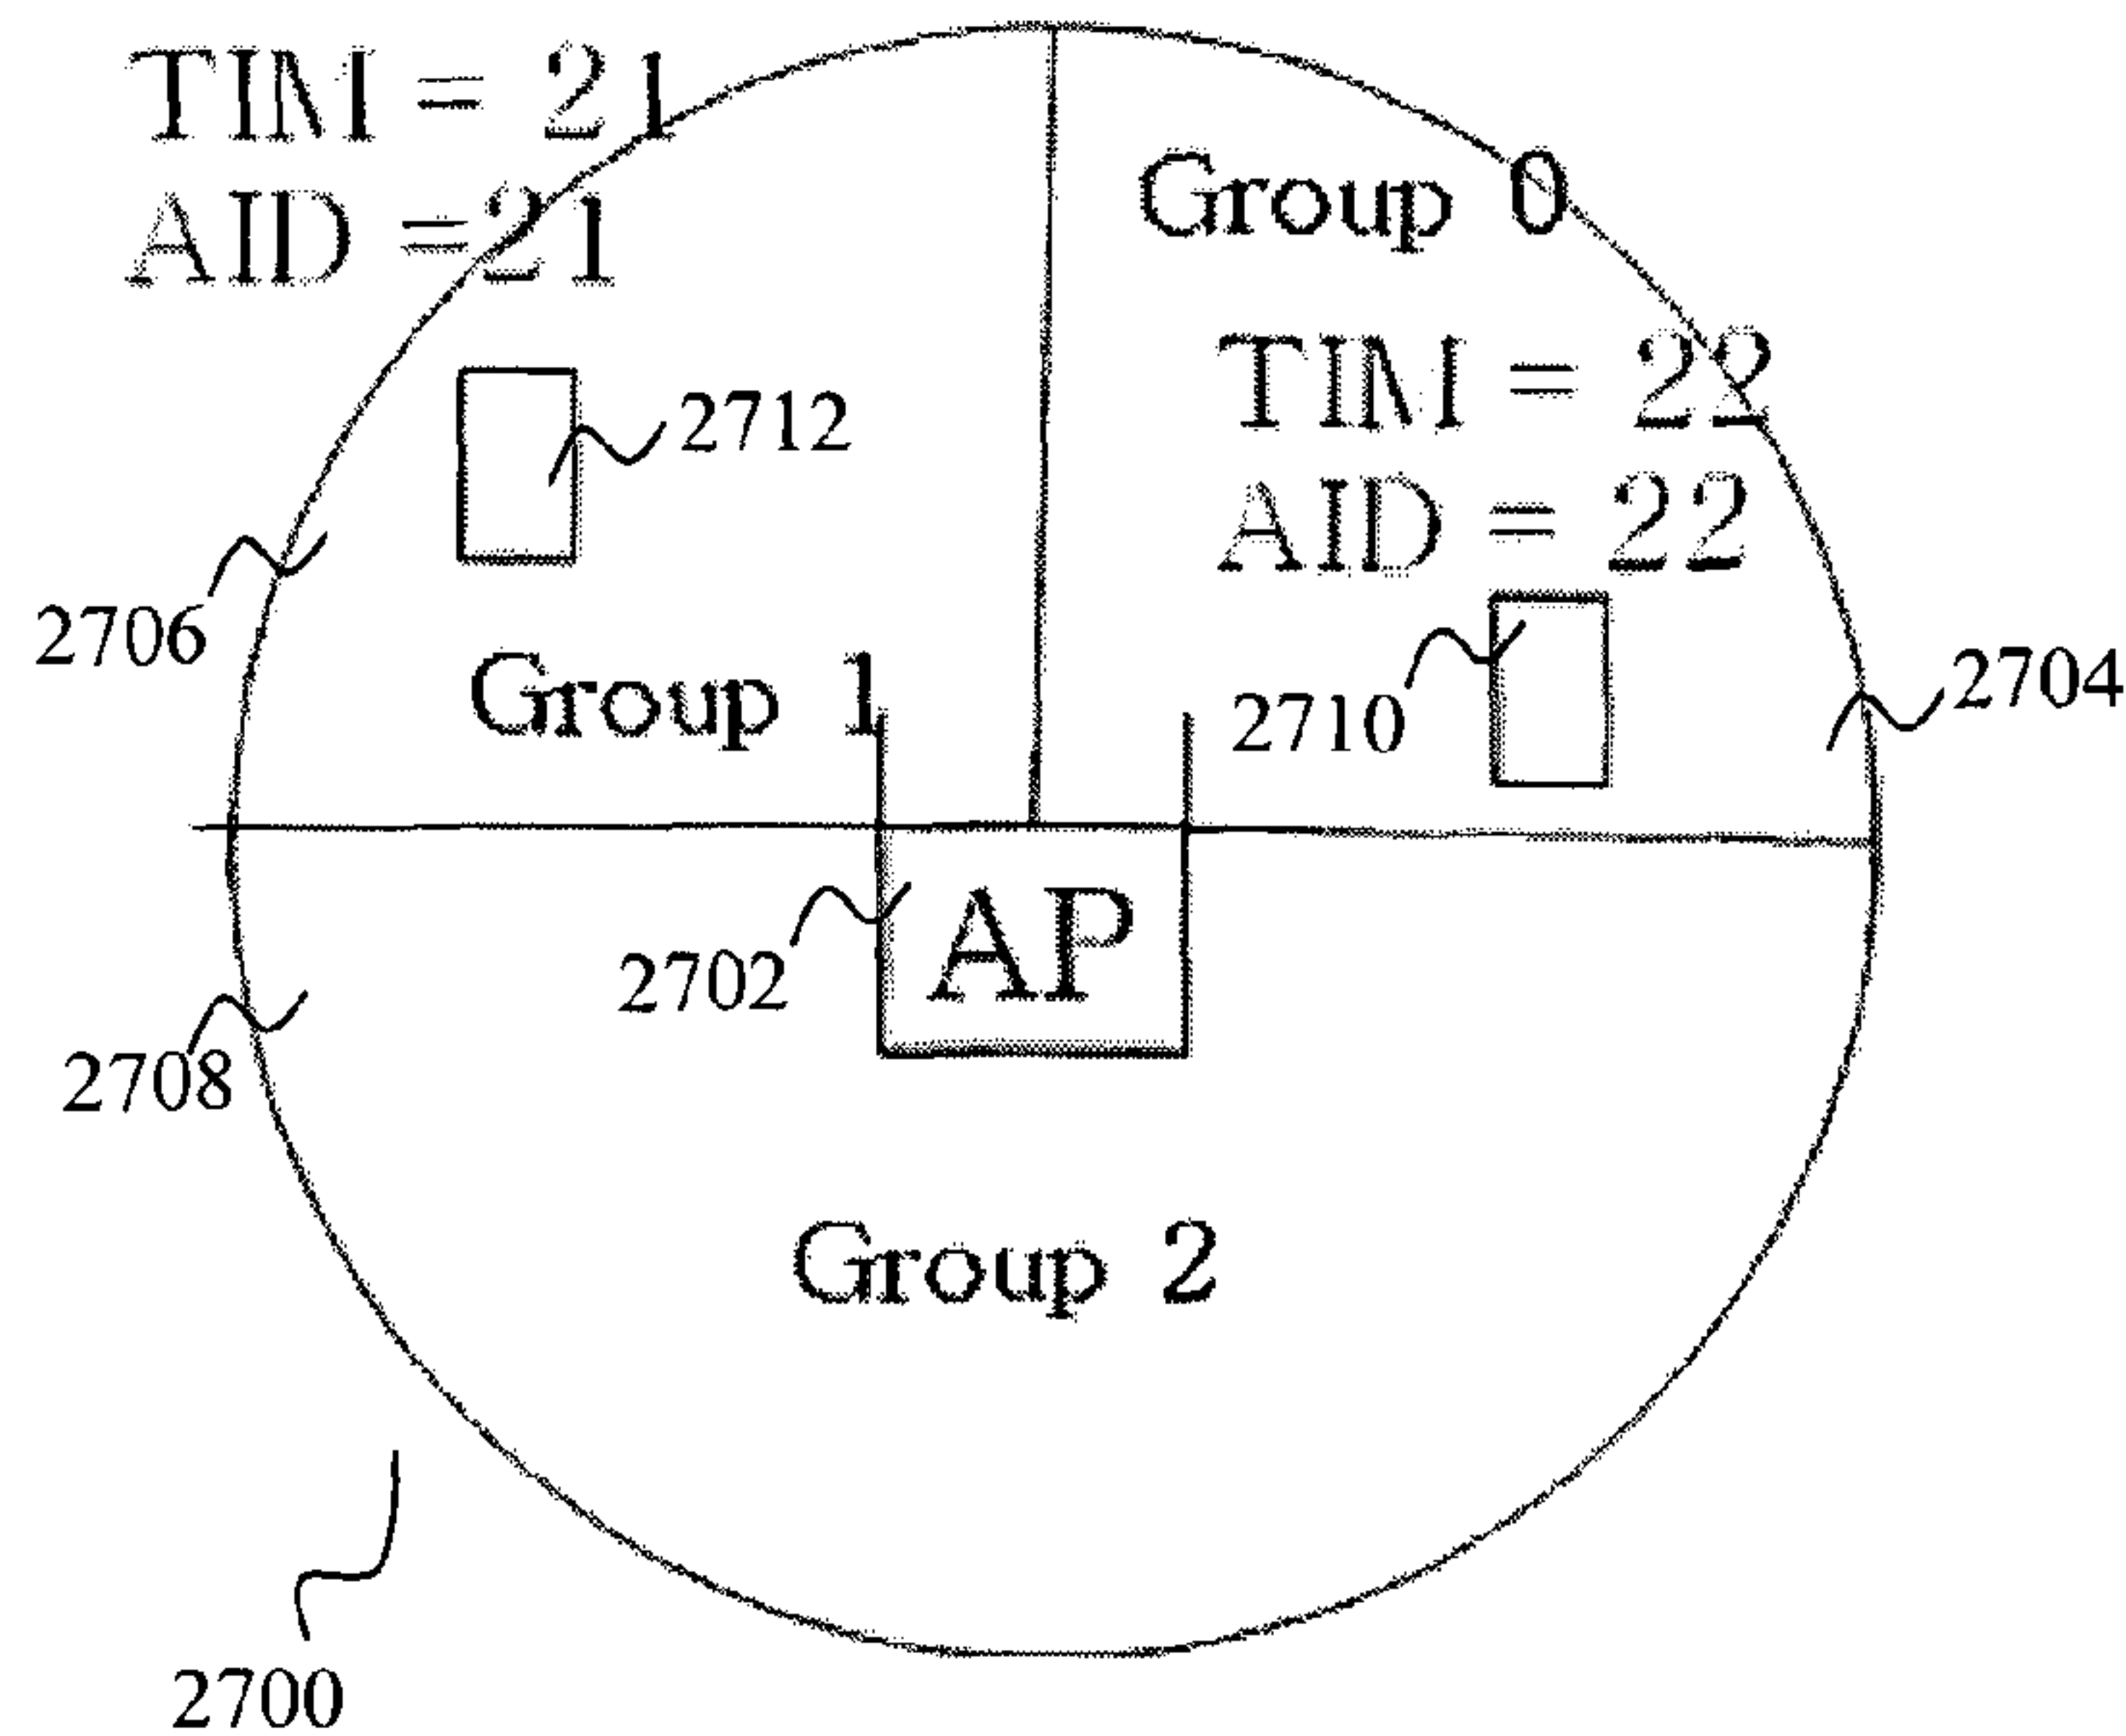 TIM = 21
AID =21
Group 0
TIM = 22
AID = 22
2712
2706
Group 1
2710
2704
2702
AP
2708
Group 2
2700